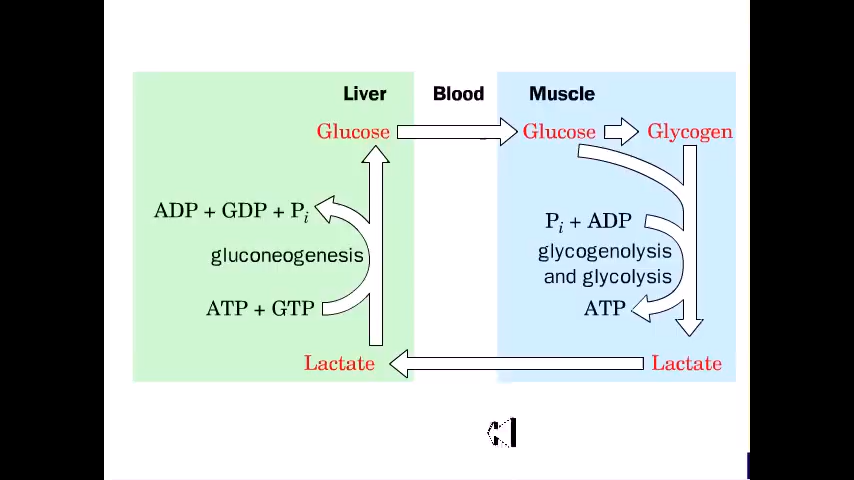 Liver Blood Muscle
Glucose Glucose Glycogen
ADP + GDP + Pi
Pi + ADP
gluconeogenesis
glycogenolysis
and glycolysis
ATP + GTP
ATP
Lactate Lactate